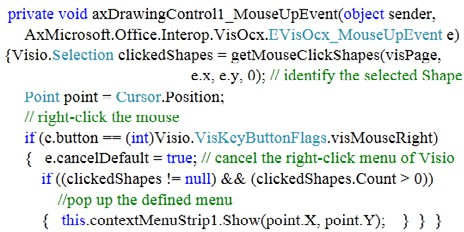 private void axDrawingControl1_MouseUpEvent(object sender,
AxMicrosoft.Office.Interop.VisOcx.EVisOcx_MouseUpEvent e)
{Visio.Selection clickedShapes = getMouseClickShapes(visPage,
e.x, e.y, 0); // identify the selected Shape
Point point = Cursor.Position;
// right-click the mouse
if (e.button == (int)Visio.VisKeyButtonFlags.visMouseRight)
{ e.cancelDefault = true; // cancel the right-click menu of Visio
if ((clickedShapes != null) && (clickedShapes.Count > 0))
//pop up the defined menu
{ this.contextMenuStrip1.Show(point.X, point.Y); } } }